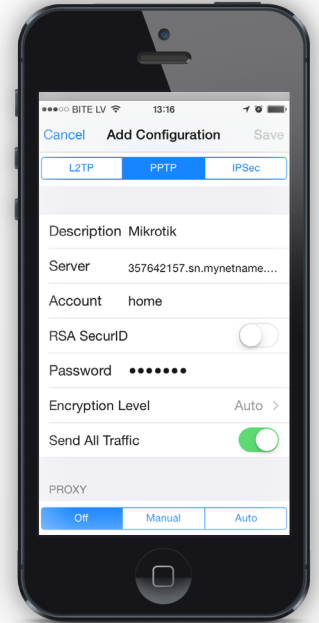 BITE LV 13:16
Cancel Add Configuration Save
L2TP PPTP IPSec
Description Mikrotik
Server 357642157.sn.mynetname....
Account home
RSA SecurID
Password •••••••
Encryption Level Auto >
Send All Traffic
PROXY
Off Manual Auto